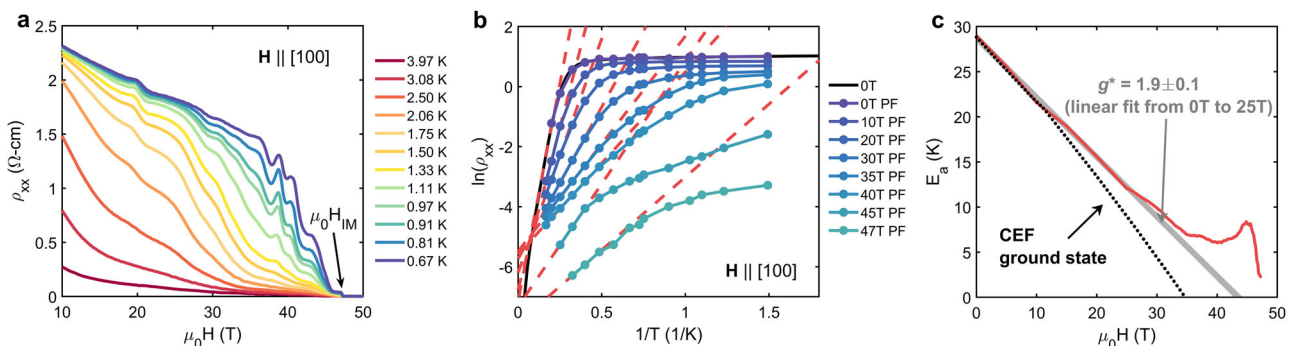 a
2.5
2
1.5
1
0.5
0
10
20
30
40
50
ρxx (Ω-cm)
μ0H (T)
H || [100]
μ0HIM
3.97 K
3.08 K
2.50 K
2.06 K
1.75 K
1.50 K
1.33 K
1.11 K
0.97 K
0.91 K
0.81 K
0.67 K
b
2
0
-2
-4
-6
0
0.5
1.0
1.5
ln(ρxx)
1/T (1/K)
H || [100]
0T
0T PF
10T PF
20T PF
30T PF
35T PF
40T PF
45T PF
47T PF
c
30
25
20
15
10
5
0
0
10
20
30
40
50
Ea (K)
μ0H (T)
g* = 1.9±0.1
(linear fit from 0T to 25T)
CEF
ground state